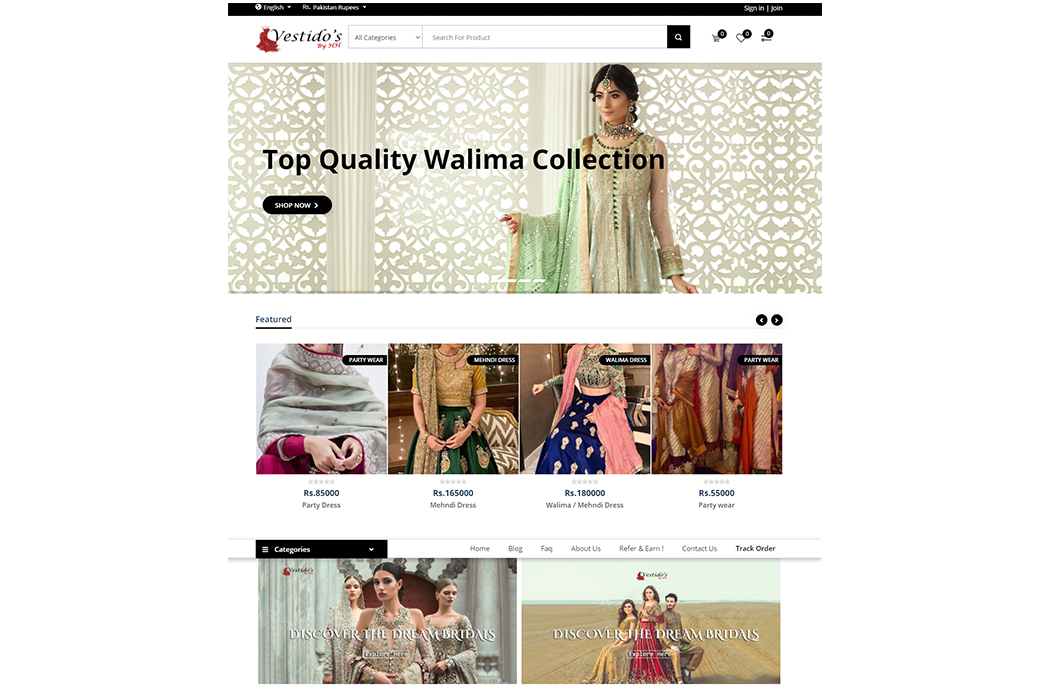 English
Rs. Pakistan Rupees
Sign in | Join
Vestido's
By HH
All Categories
Search For Product
0
0
0
Top Quality Walima Collection
SHOP NOW
Featured
PARTY WEAR
MEHNDI DRESS
WALIMA DRESS
PARTY WEAR
Rs.85000
Rs.165000
Rs.180000
Rs.55000
Party Dress
Mehndi Dress
Walima / Mehndi Dress
Party wear
Categories
Home
Blog
Faq
About Us
Refer & Earn !
Contact Us
Track Order
Vestido's
Vestido's
DISCOVER THE DREAM BRIDALS
DISCOVER THE DREAM BRIDALS
Explore Here
Explore Here